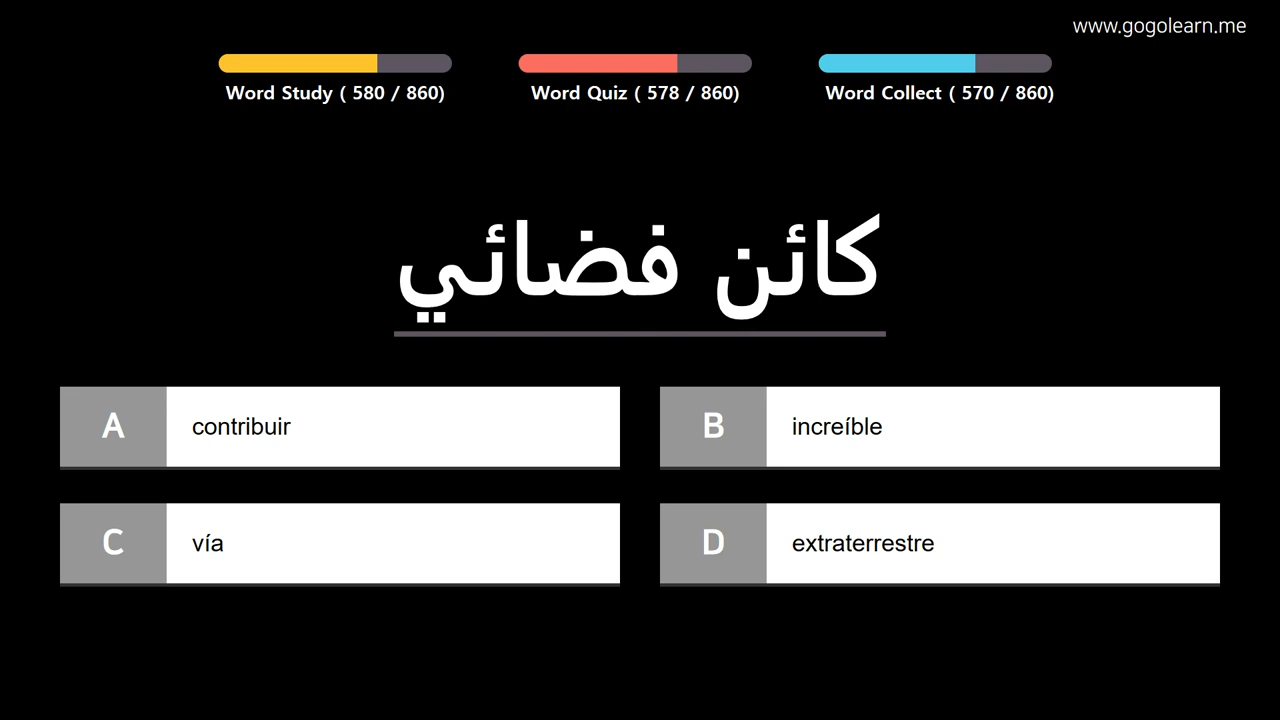 www.gogolearn.me
Word Study ( 580 / 860)
Word Quiz ( 578 / 860)
Word Collect ( 570 / 860)
كائن فضائي
A contribuir
B increíble
C vía
D extraterrestre